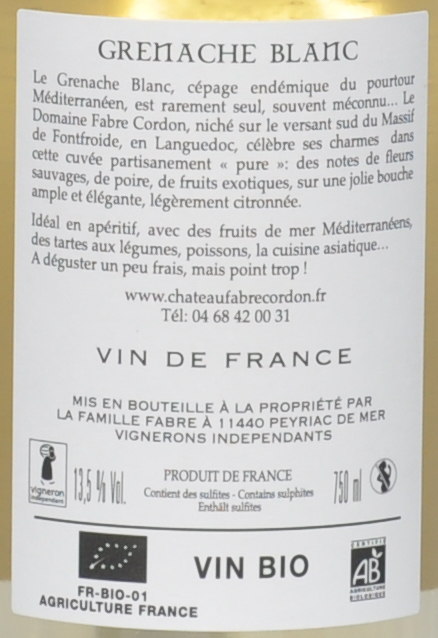 GRENACHE BLANC
Le Grenache Blanc, cépage endémique du pourtour
Méditerranéen, est rarement seul, souvent méconnu... Le
Domaine Fabre Cordon, niché sur le versant sud du Massif
de Fontfroide, en Languedoc, célèbre ses charmes dans
cette cuvée partisanement « pure »: des notes de fleurs
sauvages, de poire, de fruits exotiques, sur une jolie bouche
ample et élégante, légèrement citronnée.
Idéal en apéritif, avec des fruits de mer Méditerranéens,
des tartes aux légumes, poissons, la cuisine asiatique...
A déguster un peu frais, mais point trop !
www.chateaufabrecordon.fr
Tél: 04 68 42 00 31
VIN DE FRANCE
MIS EN BOUTEILLE À LA PROPRIÉTÉ PAR
LA FAMILLE FABRE À 11440 PEYRIAC DE MER
VIGNERONS INDEPENDANTS
vigneron
indépendant
13,5 % Vol.
PRODUIT DE FRANCE
Contient des sulfites - Contains sulphites
Enthält sulfites
750 ml
FR-BIO-01
AGRICULTURE FRANCE
VIN BIO
CERTIFIÉ
AB
AGRICULTURE
BIOLOGIQUE